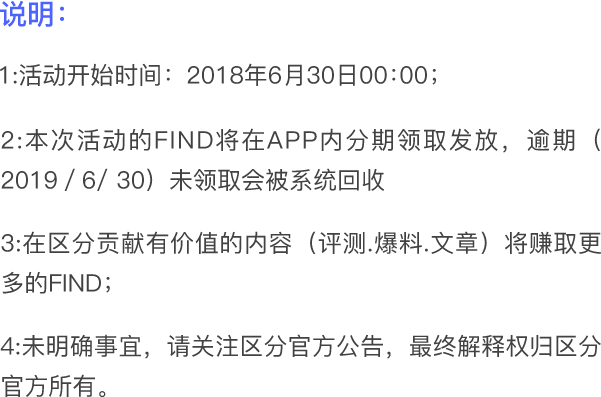 说明：
1:活动开始时间：2018年6月30日00:00；
2:本次活动的FIND将在APP内分期领取发放，逾期（
2019 / 6/ 30）未领取会被系统回收
3:在区分贡献有价值的内容（评测.爆料.文章）将赚取更
多的FIND；
4:未明确事宜，请关注区分官方公告，最终解释权归区分
官方所有。